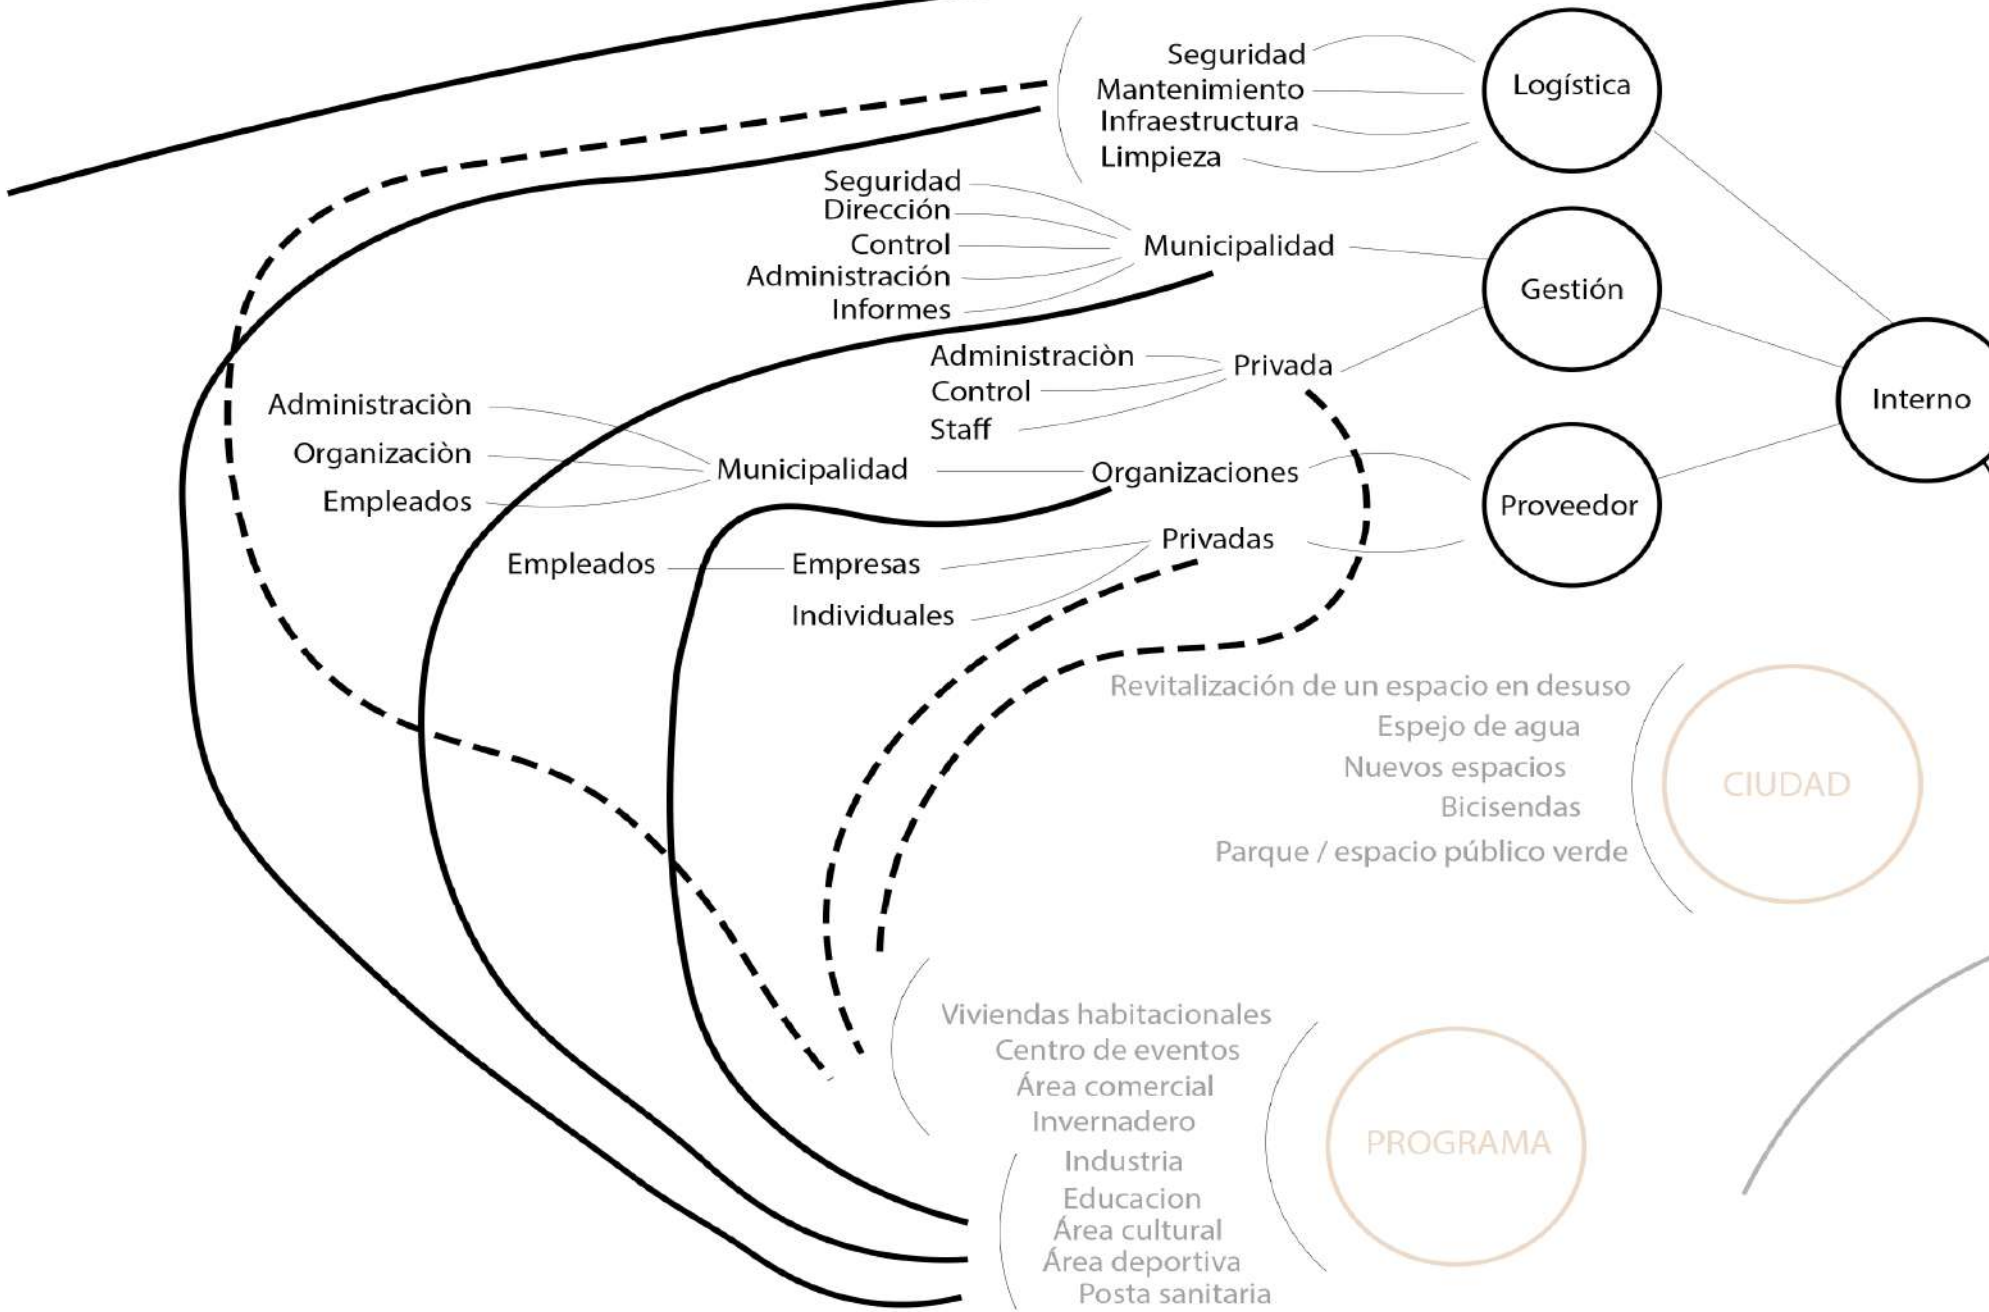 Seguridad
Mantenimiento
Infraestructura
Limpieza
Logística
Seguridad
Dirección
Control
Administración
Informes
Municipalidad
Gestión
Administraciòn
Control
Staff
Privada
Interno
Administraciòn
Organizaciòn
Empleados
Municipalidad
Organizaciones
Proveedor
Empleados
Empresas
Individuales
Privadas
Revitalización de un espacio en desuso
Espejo de agua
Nuevos espacios
Bicisendas
Parque / espacio público verde
CIUDAD
Viviendas habitacionales
Centro de eventos
Área comercial
Invernadero
Industria
Educacion
Área cultural
Área deportiva
Posta sanitaria
PROGRAMA